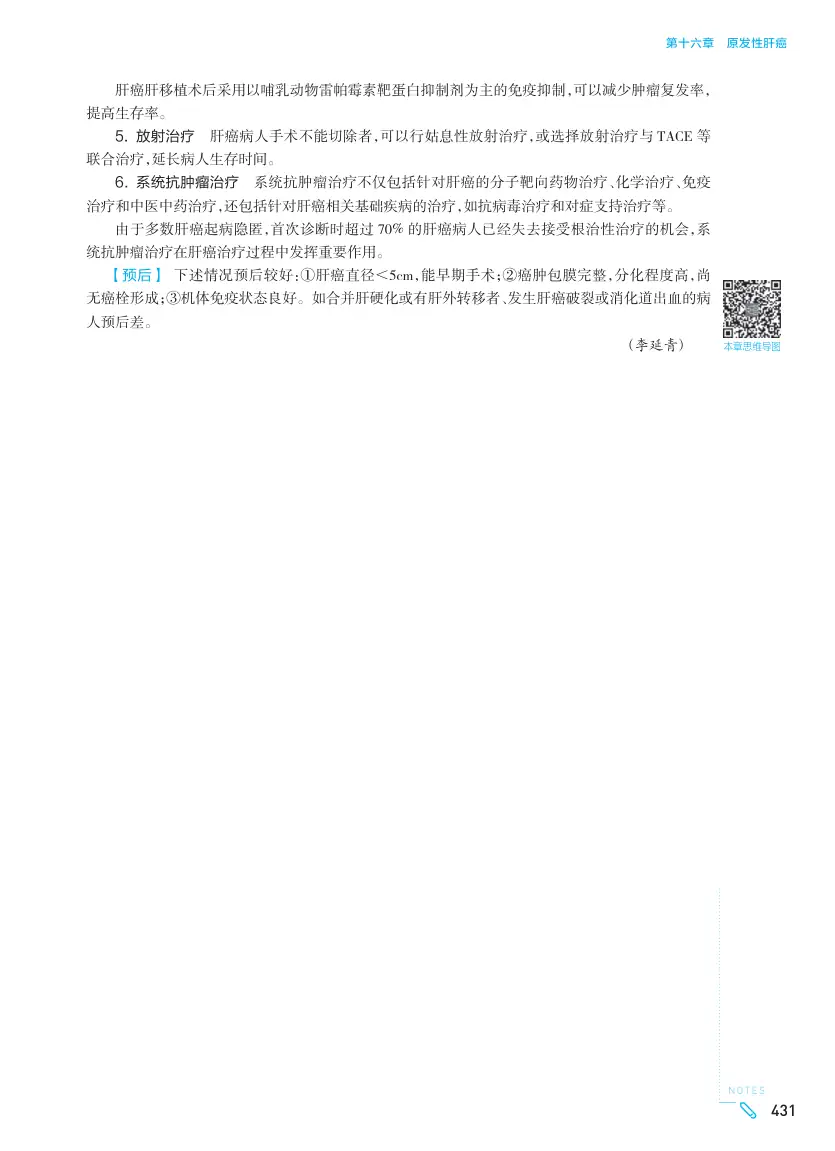 第十六章　原发性肝癌
肝癌肝移植术后采用以哺乳动物雷帕霉素靶蛋白抑制剂为主的免疫抑制，可以减少肿瘤复发率，
提高生存率。
5. 放射治疗　肝癌病人手术不能切除者，可以行姑息性放射治疗，或选择放射治疗与 TACE 等
联合治疗，延长病人生存时间。
6. 系统抗肿瘤治疗　系统抗肿瘤治疗不仅包括针对肝癌的分子靶向药物治疗、化学治疗、免疫
治疗和中医中药治疗，还包括针对肝癌相关基础疾病的治疗，如抗病毒治疗和对症支持治疗等。
由于多数肝癌起病隐匿，首次诊断时超过 70% 的肝癌病人已经失去接受根治性治疗的机会，系
统抗肿瘤治疗在肝癌治疗过程中发挥重要作用。
【预后】 下述情况预后较好：①肝癌直径＜5cm，能早期手术；②癌肿包膜完整，分化程度高，尚
无癌栓形成；③机体免疫状态良好。如合并肝硬化或有肝外转移者、发生肝癌破裂或消化道出血的病
人预后差。
（李延青）
本章思维导图
NOTES
431